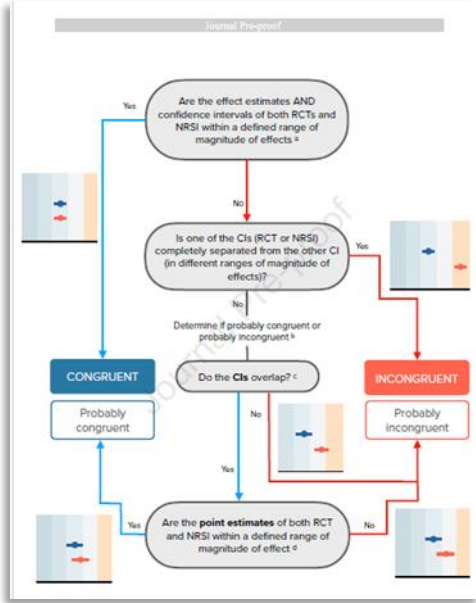 Journal Pre-proof
Yes
Are the effect estimates AND
confidence intervals of both RCTs and
NRSI within a defined range of
magnitude of effects a
No
Is one of the CIs (RCT or NRSI)
completely separated from the other CI
(in different ranges of magnitude of
effects)?
Yes
No
Determine if probably congruent or
probably incongruent b
CONGRUENT
Probably
congruent
Do the CIs overlap? c
INCONGRUENT
Probably
incongruent
No
Yes
Are the point estimates of both RCT
and NRSI within a defined range of
magnitude of effect d
Yes
No
Journal Pre-proof